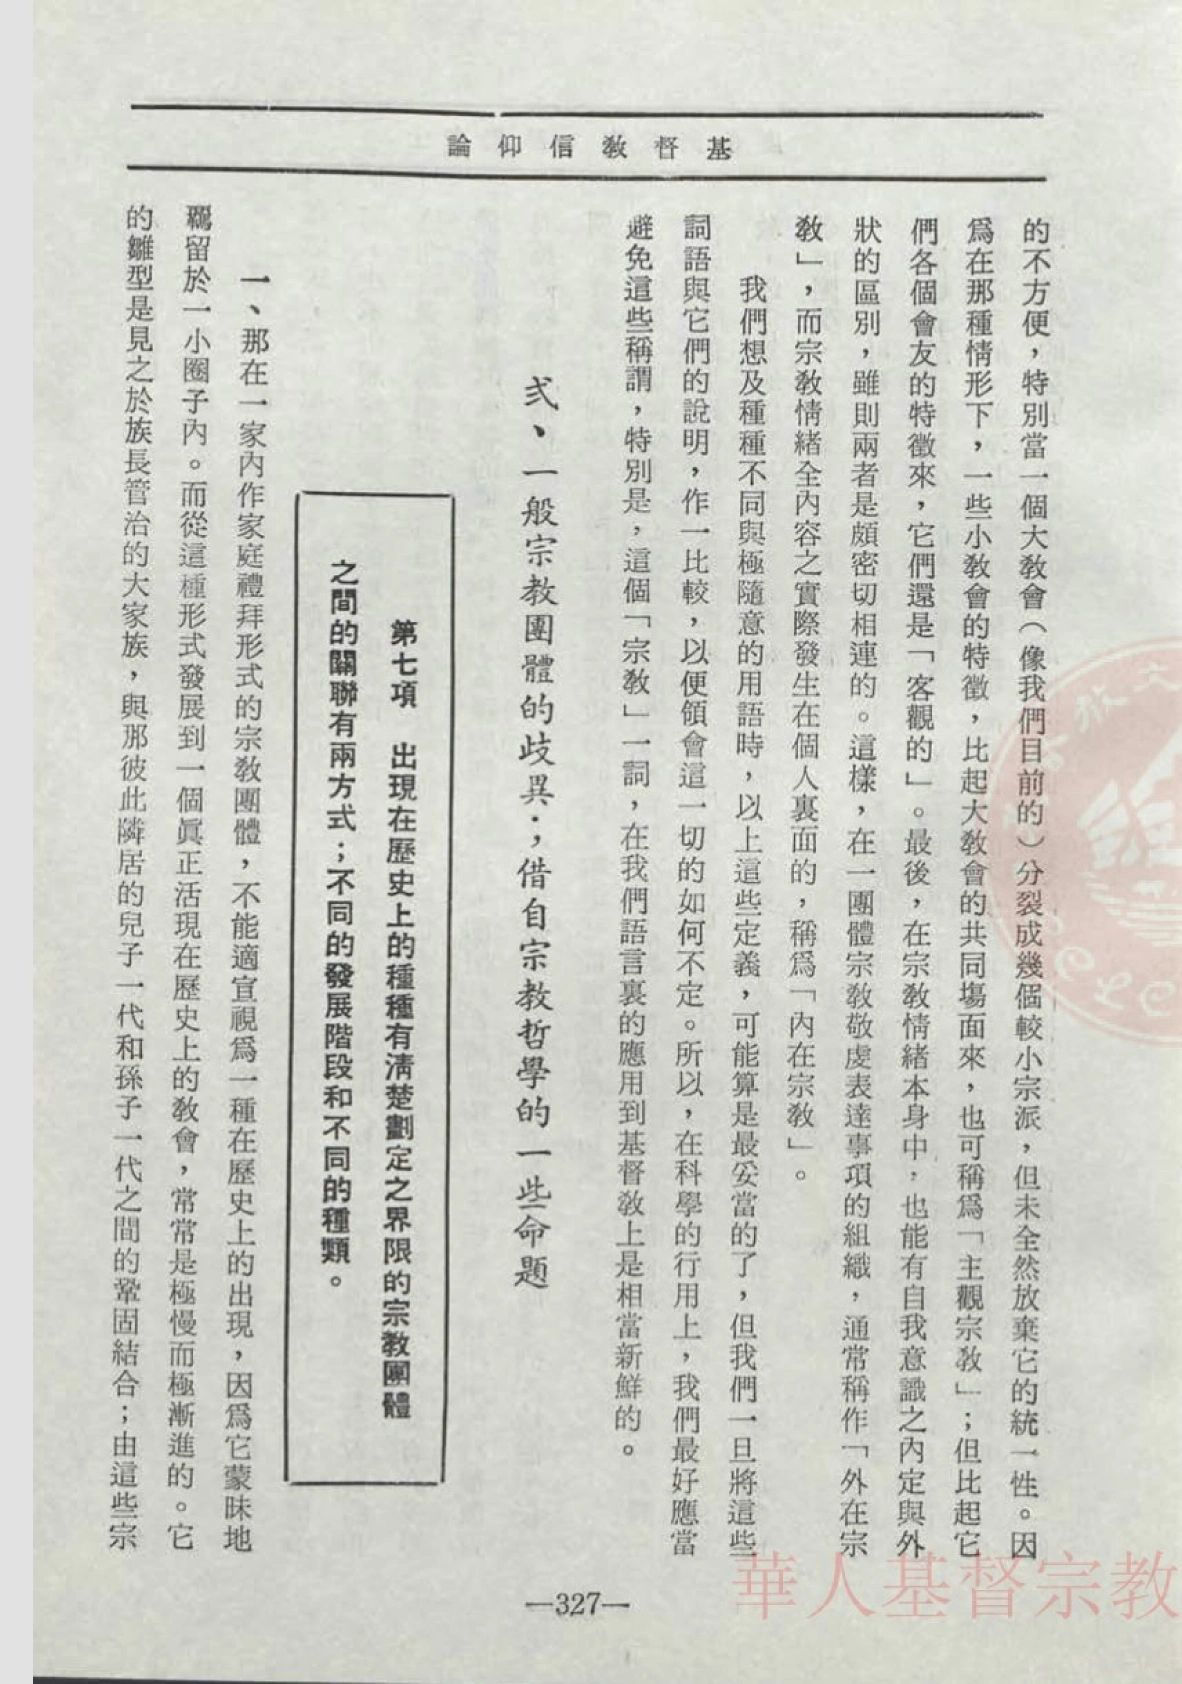 基督教信仰論
的不方便，特別當一個大教會（像我們目前的）分裂成幾個較小宗派，但未全然放棄它的統一性。因
爲在那種情形下，一些小教會的特徵，比起大教會的共同場面來，也可稱爲「主觀宗教」；但比起它
們各個會友的特徵來，它們還是「客觀的」。最後，在宗教情緒本身中，也能有自我意識之內定與外
狀的區別，雖則兩者是頗密切相連的。這樣，在一團體宗教敬虔表達事項的組織，通常稱作「外在宗
教」，而宗教情緒全內容之實際發生在個人裏面的，稱爲「內在宗教」。
我們想及種種不同與極隨意的用語時，以上這些定義，可能算是最妥當的了，但我們一旦將這些
詞語與它們的說明，作一比較，以便領會這一切的如何不定。所以，在科學的行用上，我們最好應當
避免這些稱謂，特別是，這個「宗教」一詞，在我們語言裏的應用到基督教上是相當新鮮的。
弍、一般宗教團體的歧異；借自宗教哲學的一些命題
第七項　出現在歷史上的種種有清楚劃定之界限的宗教團體
之間的關聯有兩方式；不同的發展階段和不同的種類。
一、那在一家內作家庭禮拜形式的宗教團體，不能適宜視爲一種在歷史上的出現，因爲它蒙昧地
羈留於一小圈子內。而從這種形式發展到一個眞正活現在歷史上的教會，常常是極慢而極漸進的。它
的雛型是見之於族長管治的大家族，與那彼此隣居的兒子一代和孫子一代之間的鞏固結合；由這些宗
—327—
華人基督宗教